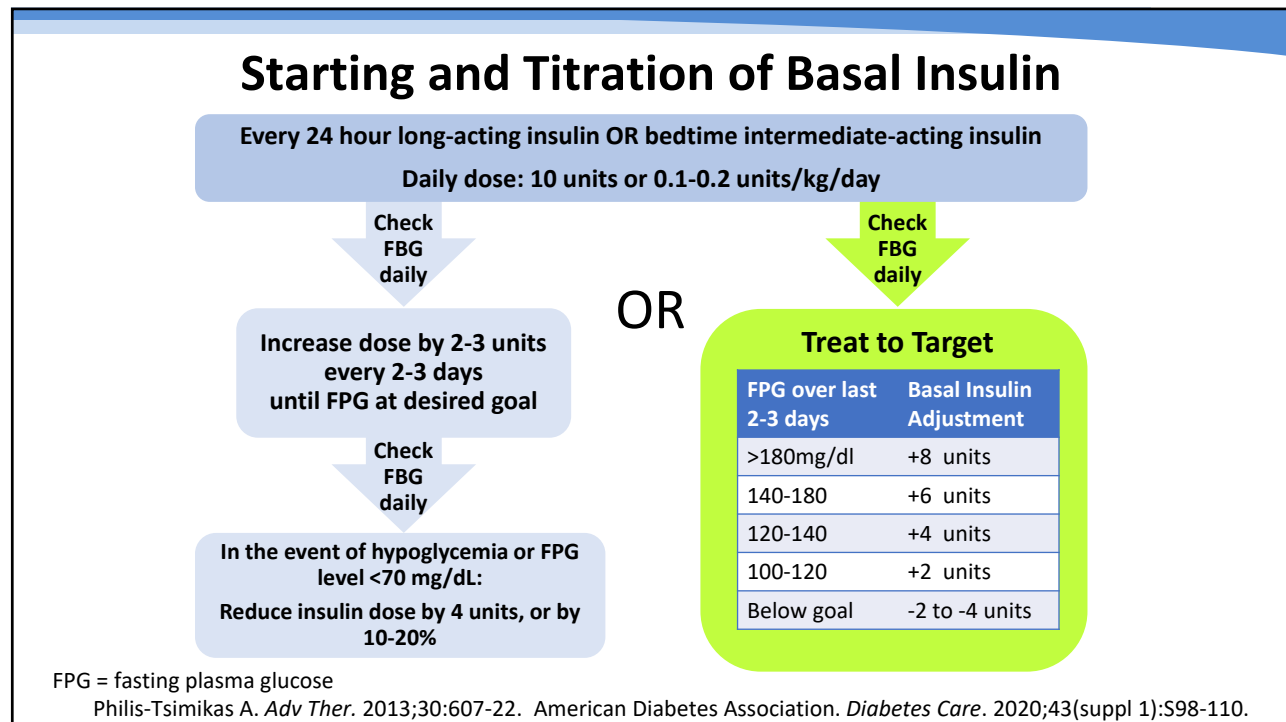 Starting and Titration of Basal Insulin
Every 24 hour long-acting insulin OR bedtime intermediate-acting insulin
Daily dose: 10 units or 0.1-0.2 units/kg/day
Check
FBG
daily
Increase dose by 2-3 units
every 2-3 days
until FPG at desired goal
Check
FBG
daily
In the event of hypoglycemia or FPG
level <70 mg/dL:
Reduce insulin dose by 4 units, or by
10-20%
OR
Check
FBG
daily
Treat to Target
FPG over last 2-3 days | Basal Insulin Adjustment
>180mg/dl +8 units
140-180 +6 units
120-140 +4 units
100-120 +2 units
Below goal -2 to -4 units
FPG = fasting plasma glucose
Philis-Tsimikas A. Adv Ther. 2013;30:607-22. American Diabetes Association. Diabetes Care. 2020;43(suppl 1):S98-110.